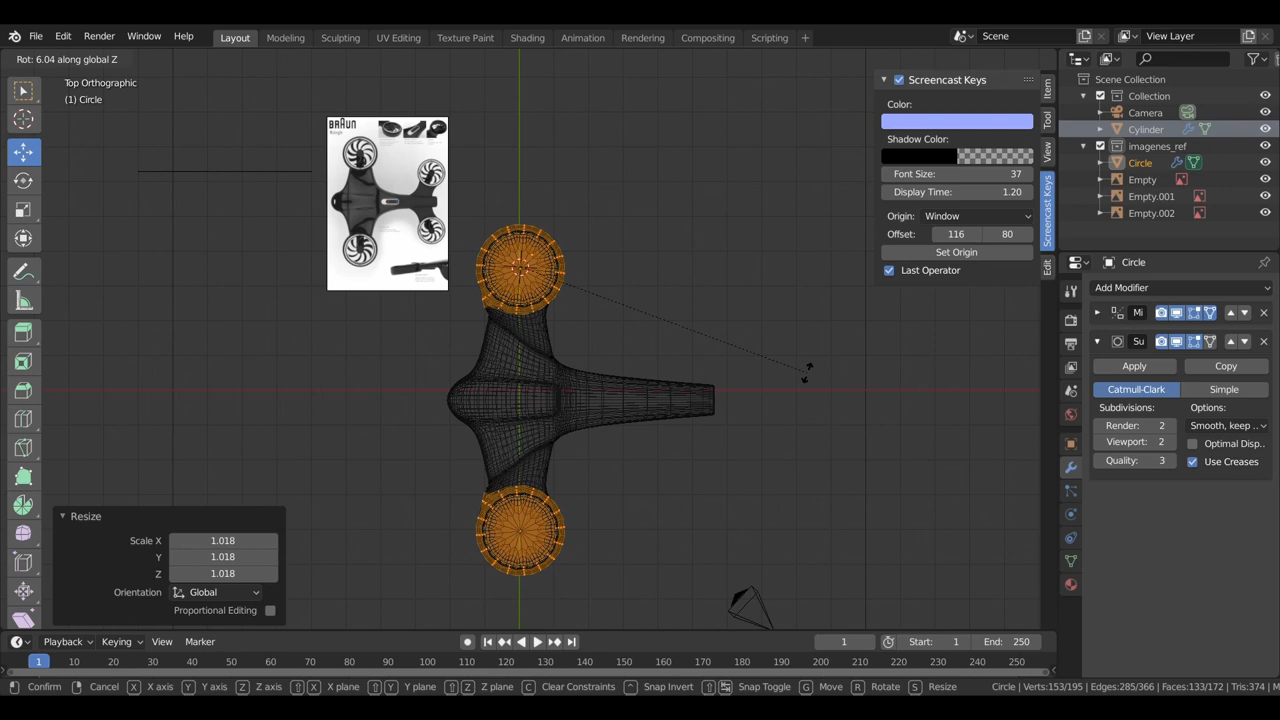 File Edit Render Window Help Layout Modeling Sculpting UV Editing Texture Paint Shading Animation Rendering Compositing Scripting + Scene View Layer
Rot: 6.04 along global Z
Top Orthographic
(1) Circle
BRAUN
Screencast Keys
Color:
Shadow Color:
Font Size: 37
Display Time: 1.20
Origin: Window
Offset: 116 80
Set Origin
Last Operator
Item
Tool
View
Screencast Keys
Edit
Scene Collection
Collection
Camera
Cylinder
imagenes_ref
Circle
Empty
Empty.001
Empty.002
Circle
Add Modifier
Mi
Su
Apply Copy
Catmull-Clark Simple
Subdivisions: Options:
Render: 2 Smooth, keep ..
Viewport: 2 Optimal Disp..
Quality: 3 Use Creases
Resize
Scale X 1.018
Y 1.018
Z 1.018
Orientation Global
Proportional Editing
Playback Keying View Marker 1 Start: 1 End: 250
1 10 20 30 40 50 60 70 80 90 100 110 120 130 140 150 160 170 180 190 200 210 220 230 240 250
Confirm Cancel X X axis Y Y axis Z Z axis X X plane Y Y plane Z Z plane C Clear Constraints ^ Snap Invert Snap Toggle G Move R Rotate S Resize Circle | Verts:153/195 | Edges:285/366 | Faces:133/172 | Tris:374 | M